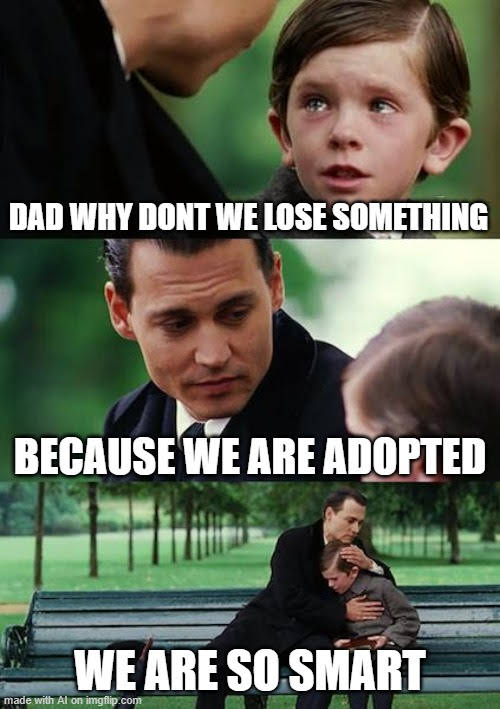 DAD WHY DONT WE LOSE SOMETHING
BECAUSE WE ARE ADOPTED
WE ARE SO SMART
made with AI on imgflip.com